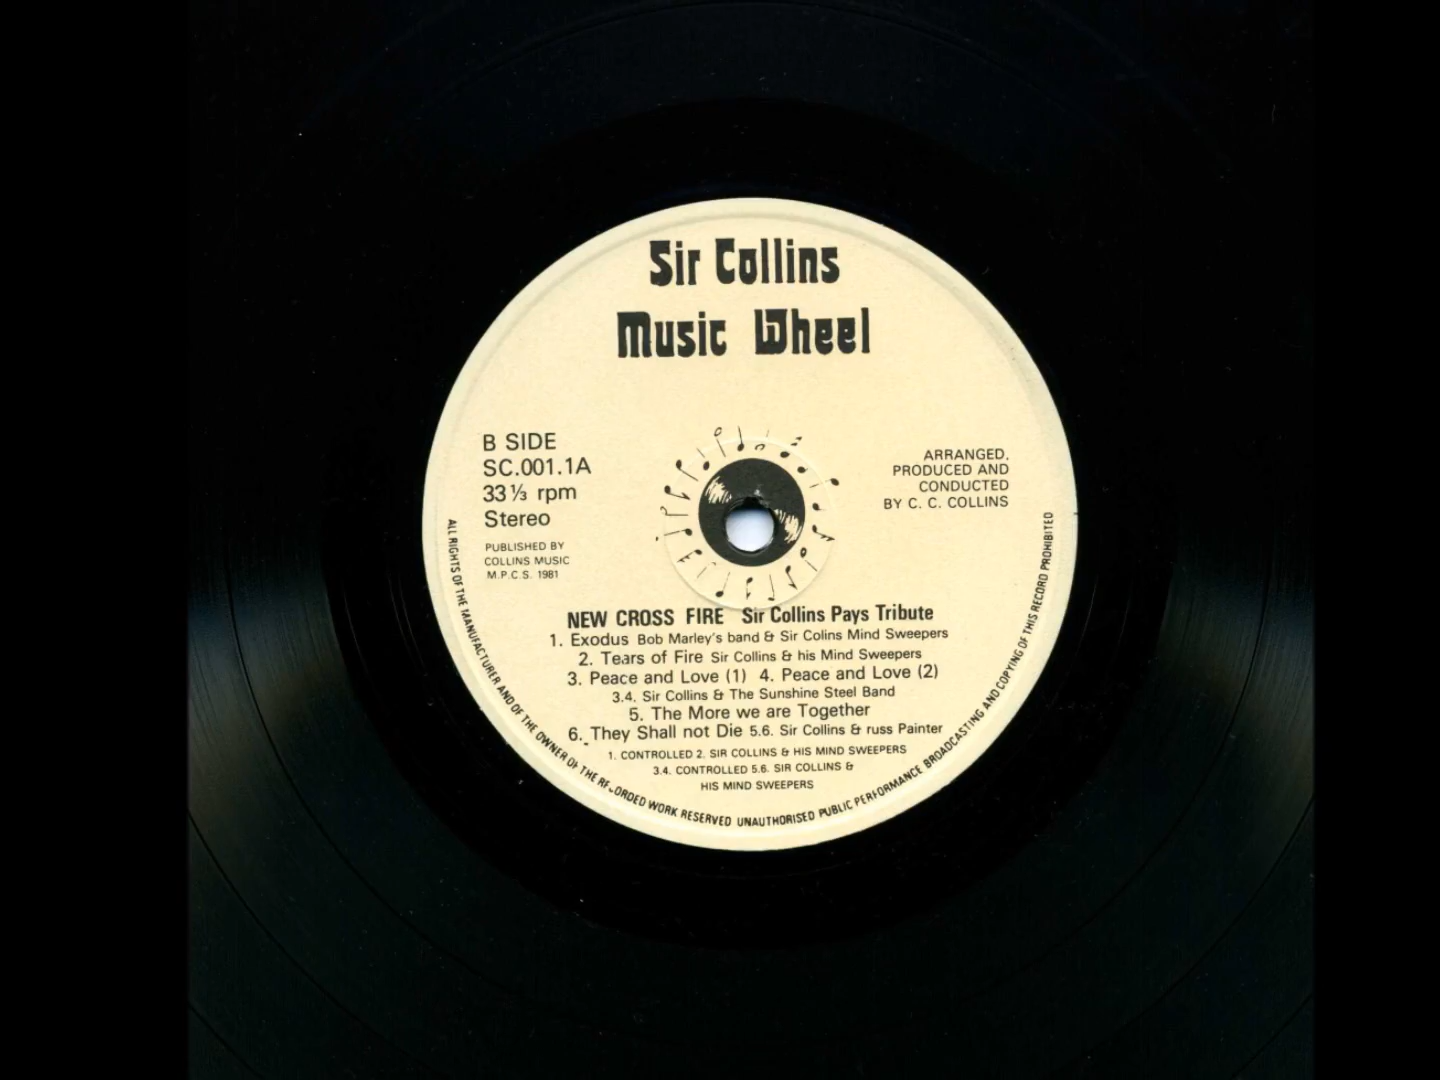 Sir Collins
Music Wheel
B SIDE
SC.001.1A
33⅓ rpm
Stereo
PUBLISHED BY
COLLINS MUSIC
M.P.C.S. 1981
ARRANGED,
PRODUCED AND
CONDUCTED
BY C. C. COLLINS
NEW CROSS FIRE Sir Collins Pays Tribute
1. Exodus Bob Marley's band & Sir Colins Mind Sweepers
2. Tears of Fire Sir Collins & his Mind Sweepers
3. Peace and Love (1) 4. Peace and Love (2)
3.4. Sir Collins & The Sunshine Steel Band
5. The More we are Together
6. They Shall not Die 5.6. Sir Collins & russ Painter
1. CONTROLLED 2. SIR COLLINS & HIS MIND SWEEPERS
3.4. CONTROLLED 5.6. SIR COLLINS &
HIS MIND SWEEPERS
ALL RIGHTS OF THE MANUFACTURER AND OF THE OWNER OF THE RECORDED WORK RESERVED UNAUTHORISED PUBLIC PERFORMANCE BROADCASTING AND COPYING OF THIS RECORD PROHIBITED